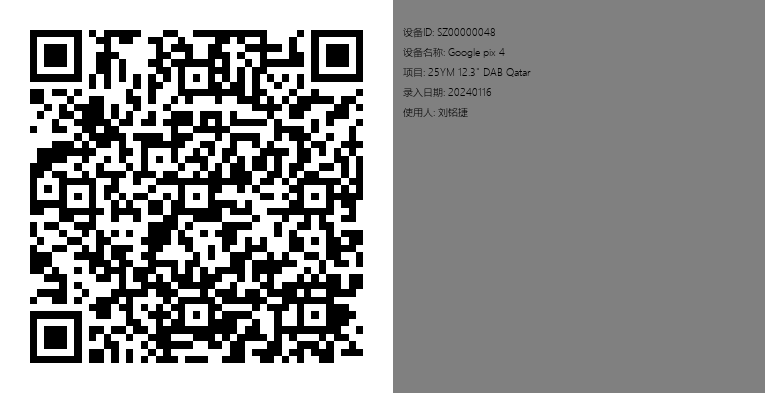 设备ID: SZ00000048
设备名称: Google pix 4
项目: 25YM 12.3" DAB Qatar
录入日期: 20240116
使用人: 刘铭捷